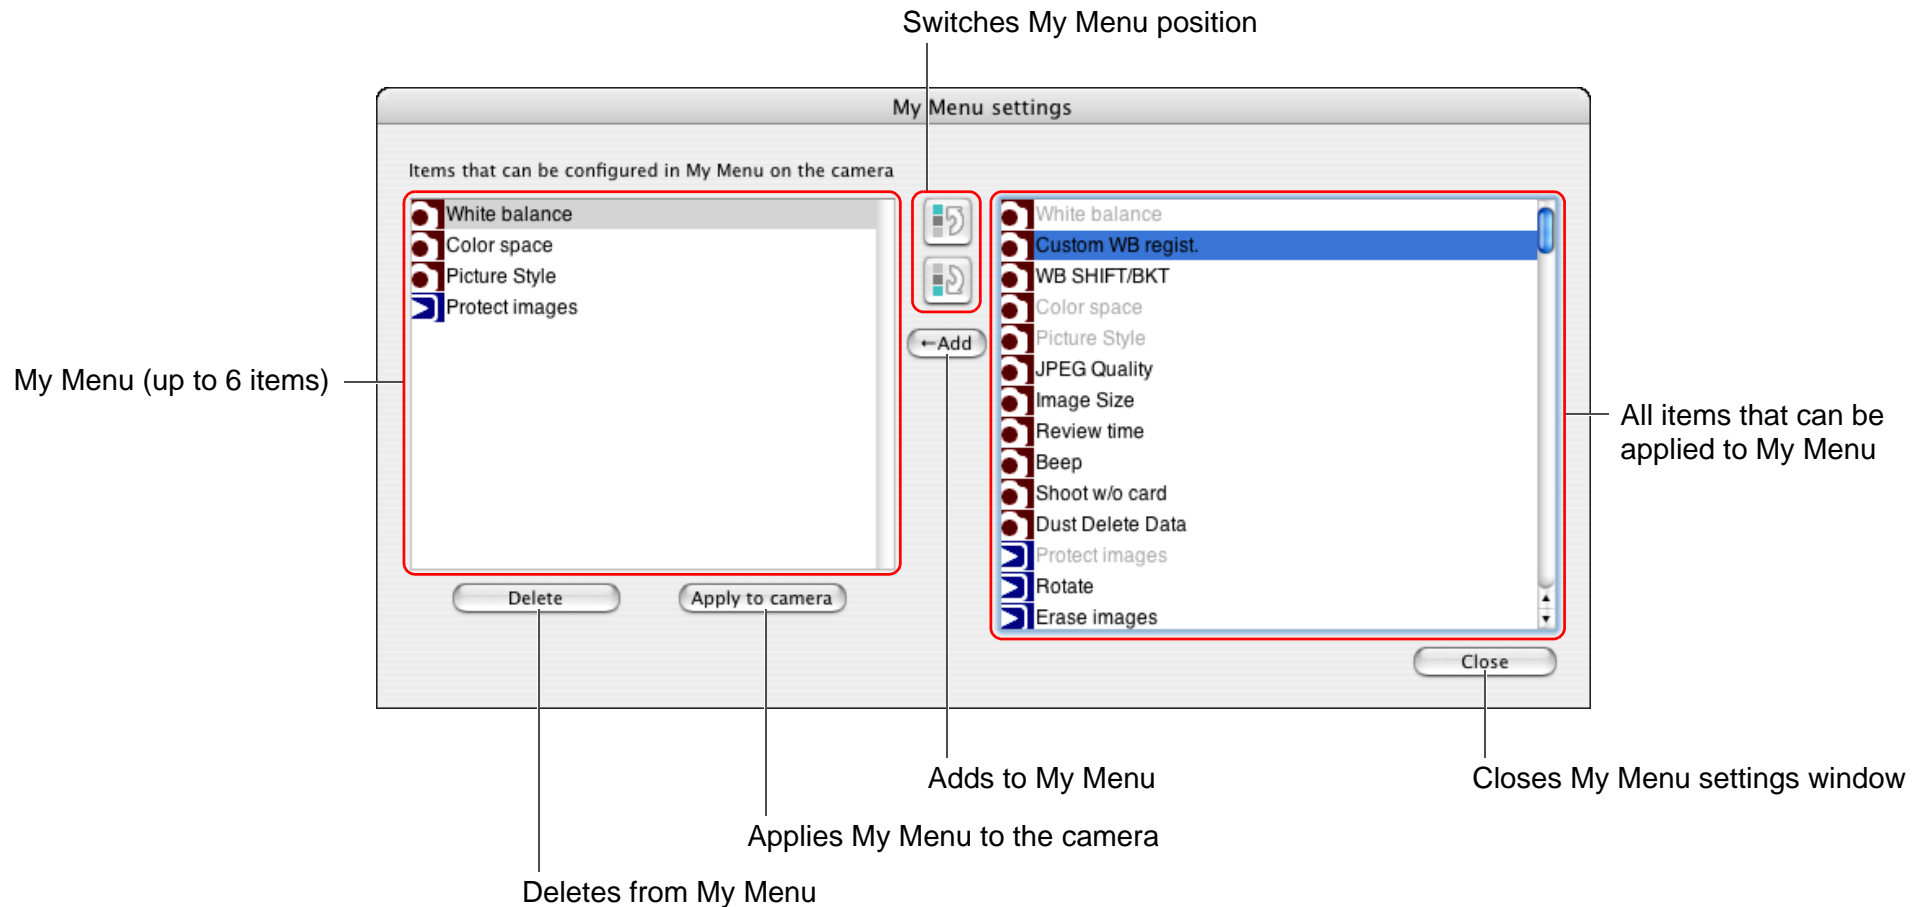 Switches My Menu position
My Menu settings
Items that can be configured in My Menu on the camera
White balance
Color space
Picture Style
Protect images
←Add
White balance
Custom WB regist.
WB SHIFT/BKT
Color space
Picture Style
JPEG Quality
Image Size
Review time
Beep
Shoot w/o card
Dust Delete Data
Protect images
Rotate
Erase images
My Menu (up to 6 items)
All items that can be
applied to My Menu
Delete
Apply to camera
Close
Adds to My Menu
Closes My Menu settings window
Applies My Menu to the camera
Deletes from My Menu